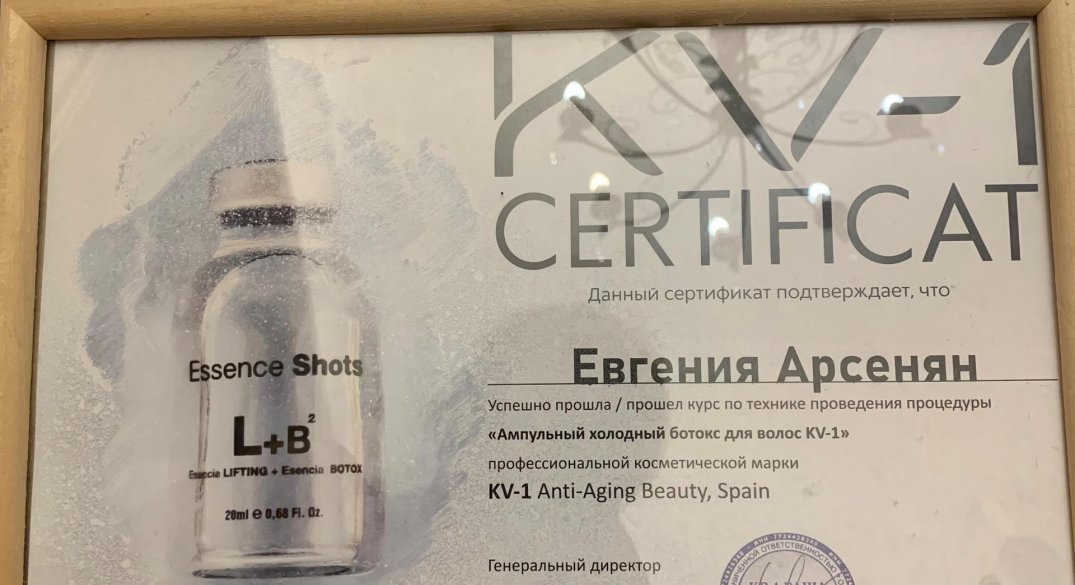 KV-1
CERTIFICAT
Данный сертификат подтверждает, что
Евгения Арсенян
Успешно прошла / прошел курс по технике проведения процедуры
«Ампульный холодный ботокс для волос KV-1»
профессиональной косметической марки
KV-1 Anti-Aging Beauty, Spain
Генеральный директор
Essence Shots
L+B²
Esencia LIFTING + Esencia BOTOX
20ml e 0,68 Fl. Oz.